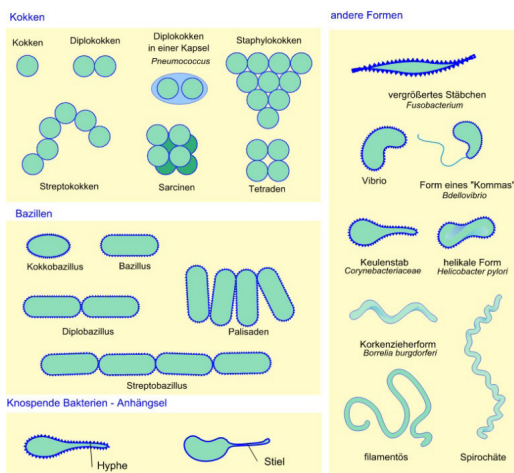 Kokken
Kokken
Diplokokken
Diplokokken
in einer Kapsel
Pneumococcus
Staphylokokken
Streptokokken
Sarcinen
Tetraden
Bazillen
Kokkobazillus
Bazillus
Diplobazillus
Palisaden
Streptobazillus
Knospende Bakterien - Anhängsel
Hyphe
Stiel
andere Formen
vergrößertes Stäbchen
Fusobacterium
Vibrio
Form eines "Kommas"
Bdellovibrio
Keulenstab
Corynebacteriaceae
helikale Form
Helicobacter pylori
Korkenzieherform
Borrelia burgdorferi
filamentös
Spirochäte